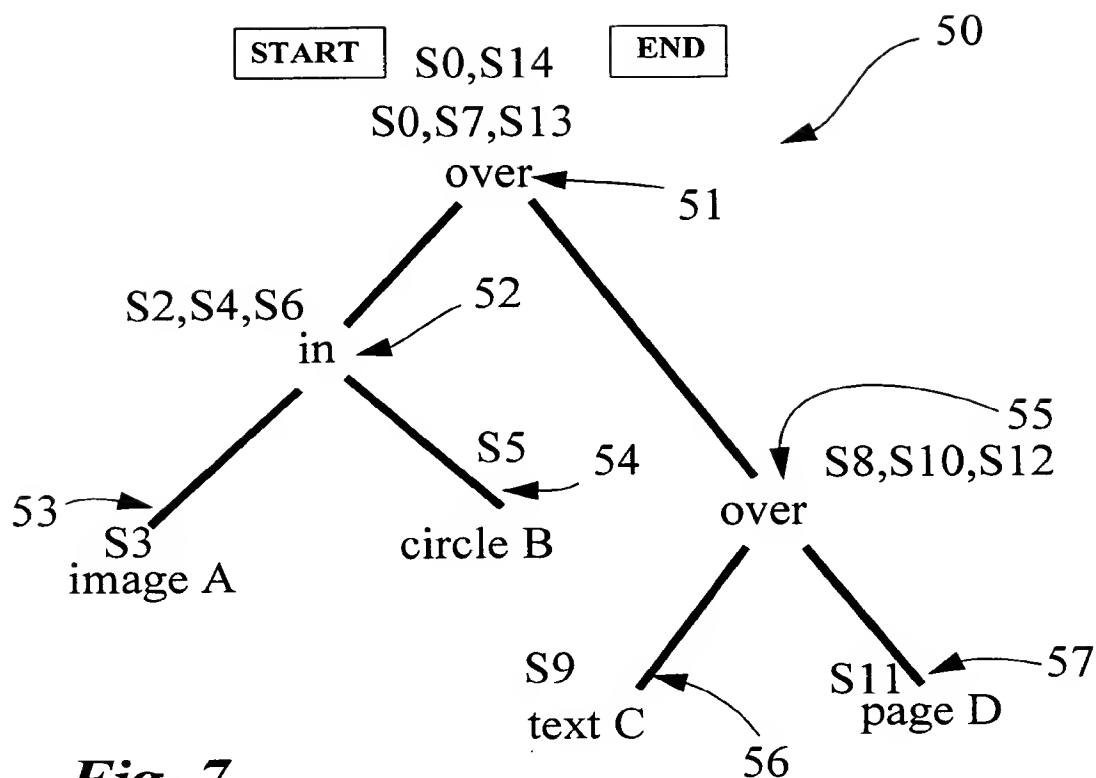 50
START
S0,S14
END
S0,S7,S13
over
51
S2,S4,S6
52
in
55
S5
54
S8,S10,S12
53
over
S3
circle B
image A
S9
S11
57
text C
page D
56
Fig. 7